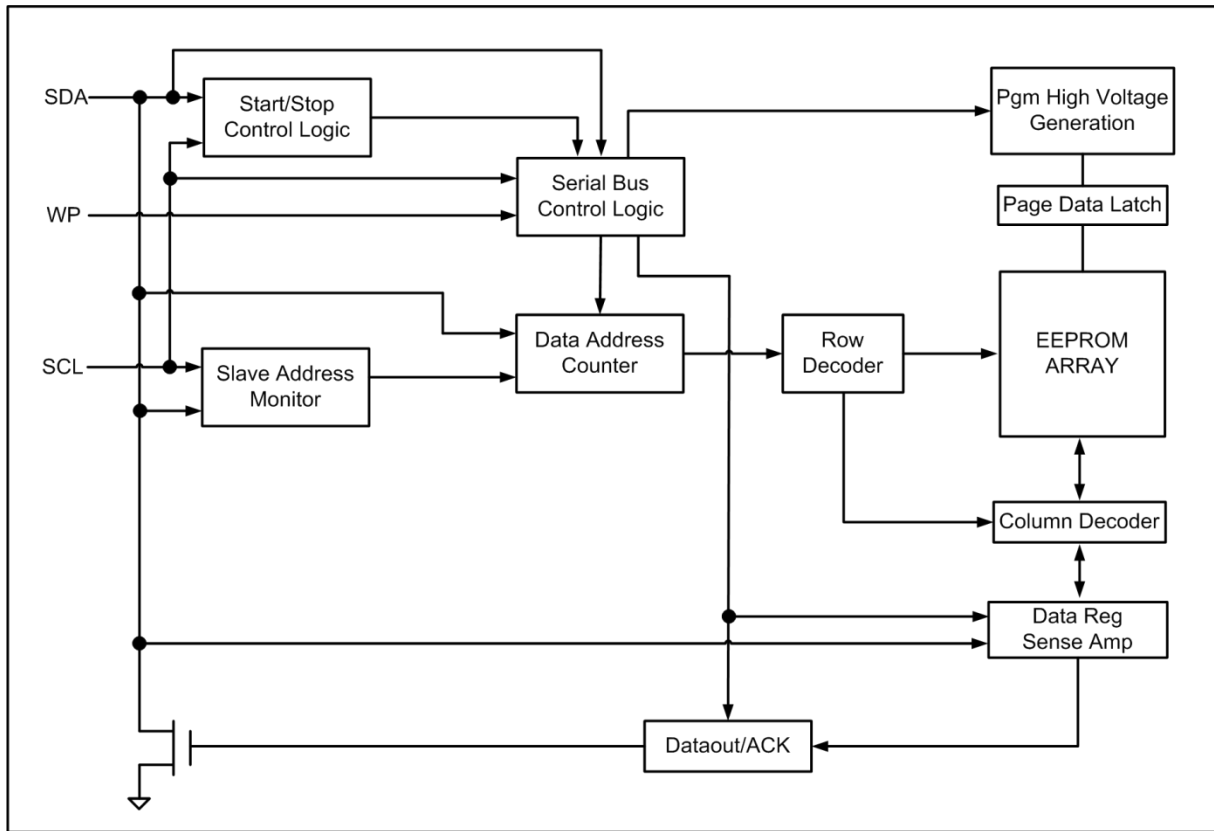 SDA
Start/Stop
Control Logic
Pgm High Voltage
Generation
Serial Bus
Control Logic
Page Data Latch
WP
Data Address
Counter
Row
Decoder
EEPROM
ARRAY
SCL
Slave Address
Monitor
Column Decoder
Data Reg
Sense Amp
Dataout/ACK